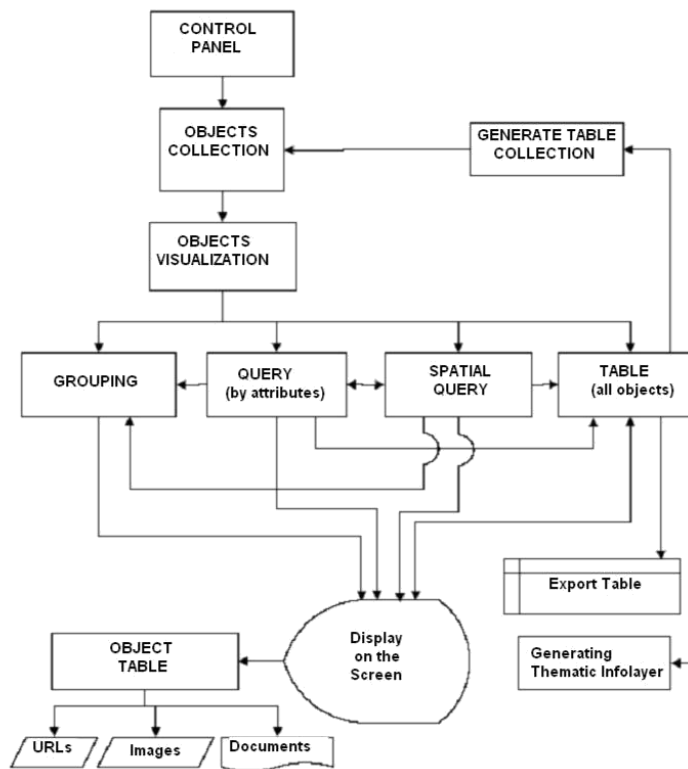 CONTROL
PANEL
OBJECTS
COLLECTION
GENERATE TABLE
COLLECTION
OBJECTS
VISUALIZATION
GROUPING
QUERY
(by attributes)
SPATIAL
QUERY
TABLE
(all objects)
Export Table
Display
on the
Screen
OBJECT
TABLE
Generating
Thematic Infolayer
URLs
Images
Documents